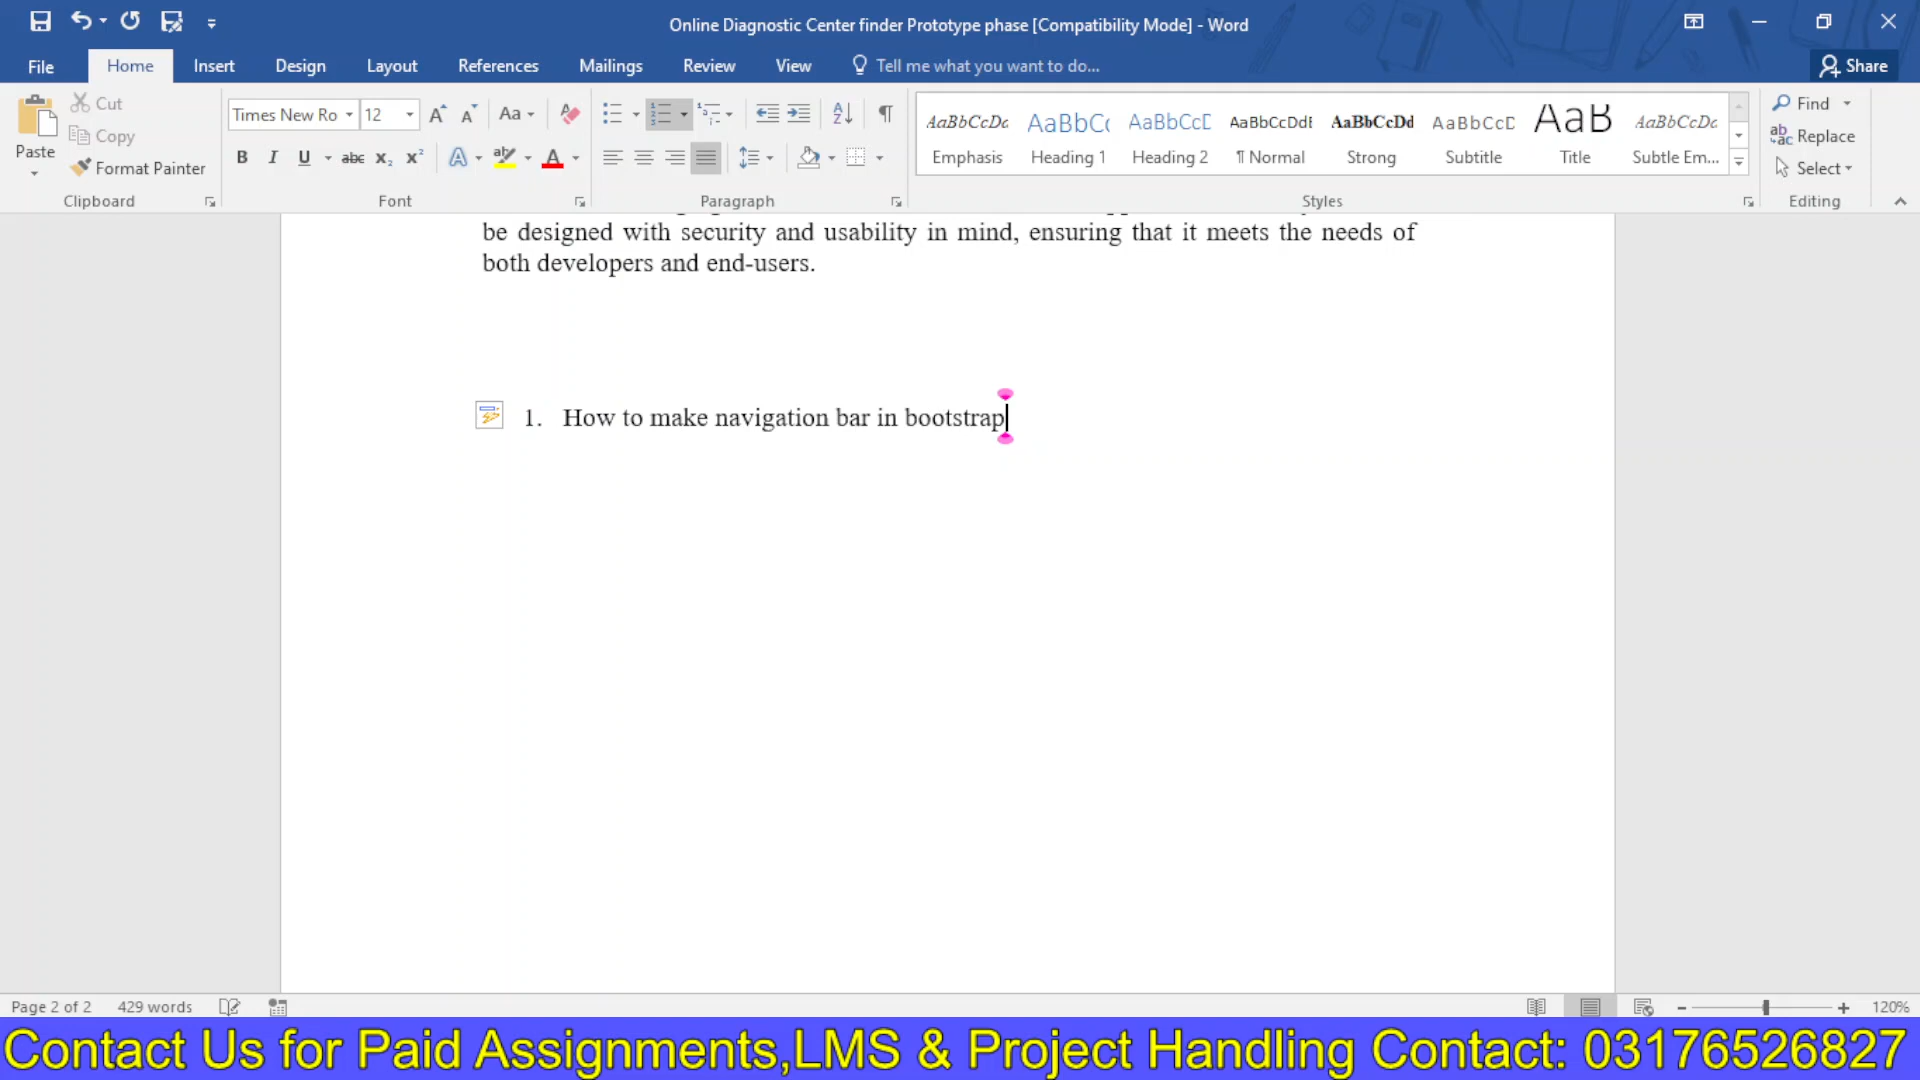 Online Diagnostic Center finder Prototype phase [Compatibility Mode] - Word
File Home Insert Design Layout References Mailings Review View Tell me what you want to do... Share
Paste
Cut
Copy
Format Painter
Clipboard
Times New Ro 12
Font
Paragraph
AaBbCcDc AaBbC( AaBbCcD AaBbCcDdE AaBbCcDd AaBbCcD AaB AaBbCcDc
Emphasis Heading 1 Heading 2 ¶ Normal Strong Subtitle Title Subtle Em...
Styles
Find
Replace
Select
Editing
be designed with security and usability in mind, ensuring that it meets the needs of
both developers and end-users.
1. How to make navigation bar in bootstrap
Page 2 of 2 429 words 120%
Contact Us for Paid Assignments,LMS & Project Handling Contact: 03176526827